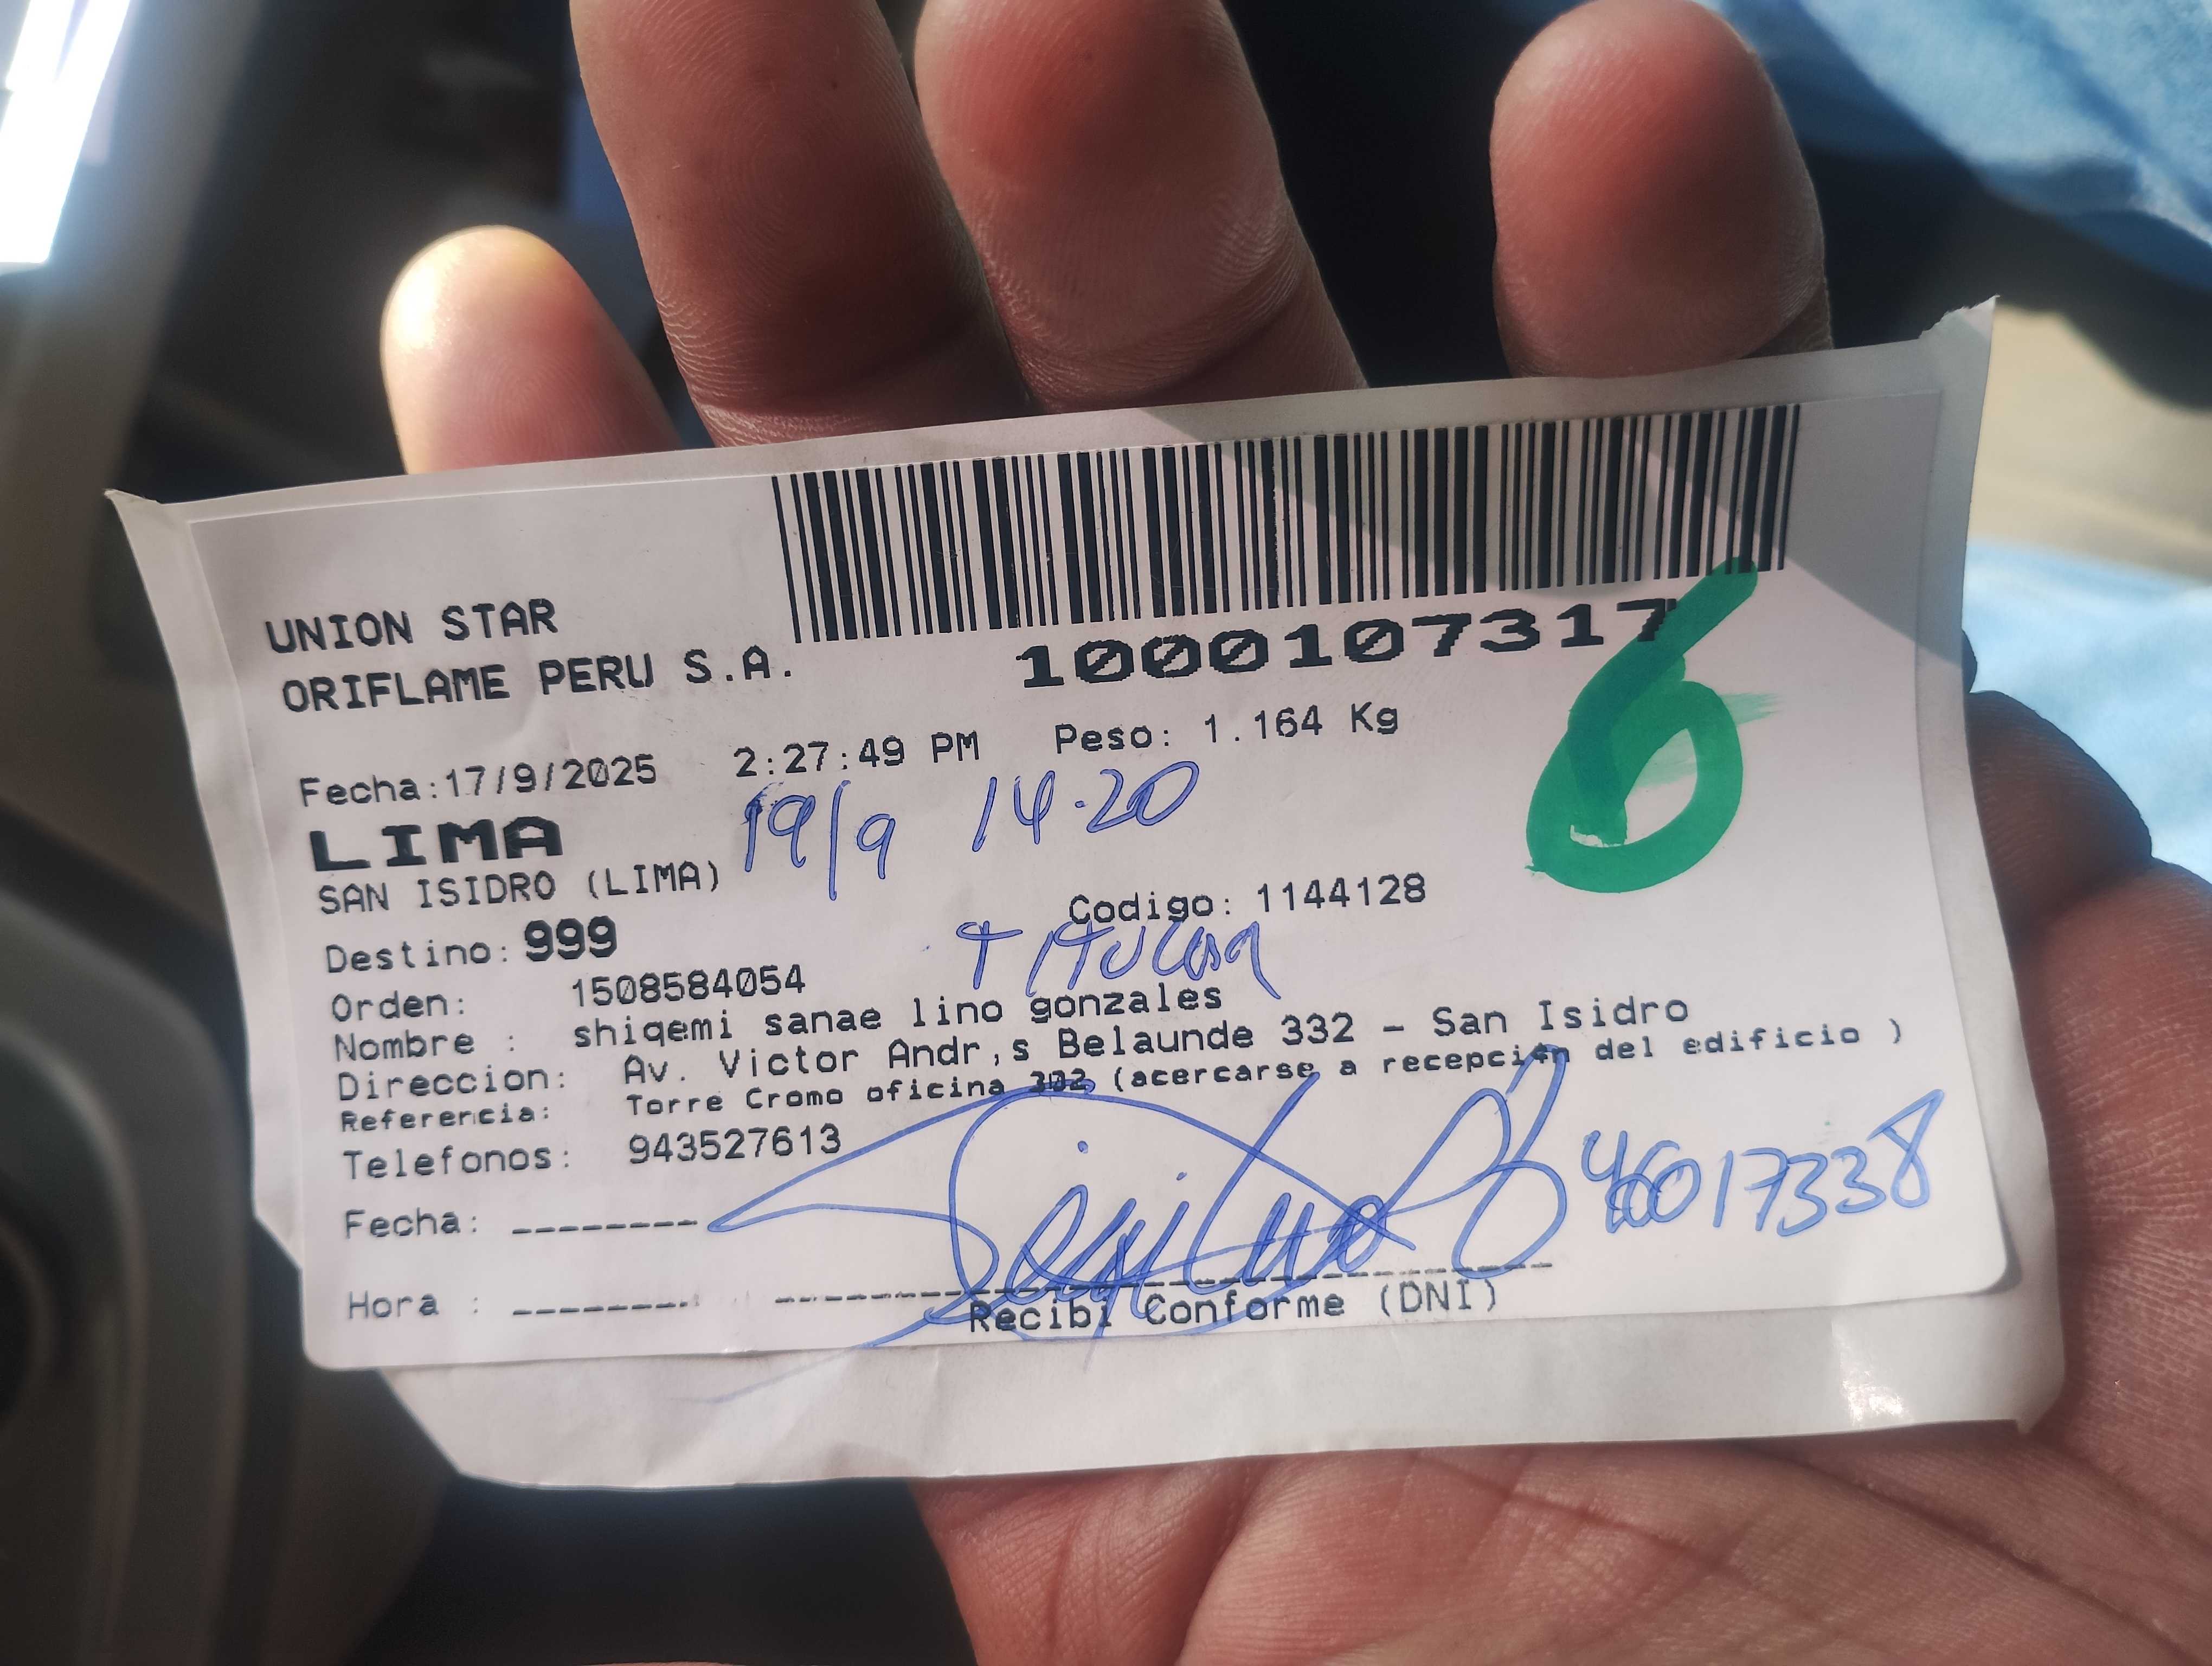 UNION STAR
ORIFLAME PERU S.A.
1000107317
6
Fecha:17/9/2025 2:27:49 PM Peso: 1.164 Kg
LIMA
19/9 14.20
SAN ISIDRO (LIMA)
Codigo: 1144128
Destino: 999
Titular
Orden: 1508584054
Nombre : shiqemi sanae lino gonzales
Direccion: Av. Victor Andr,s Belaunde 332 - San Isidro
Referencia: Torre Cromo oficina 302 (acercarse a recepción del edificio )
Telefonos: 943527613
46017338
Fecha: --------
Hora : --------
Recibi Conforme (DNI)